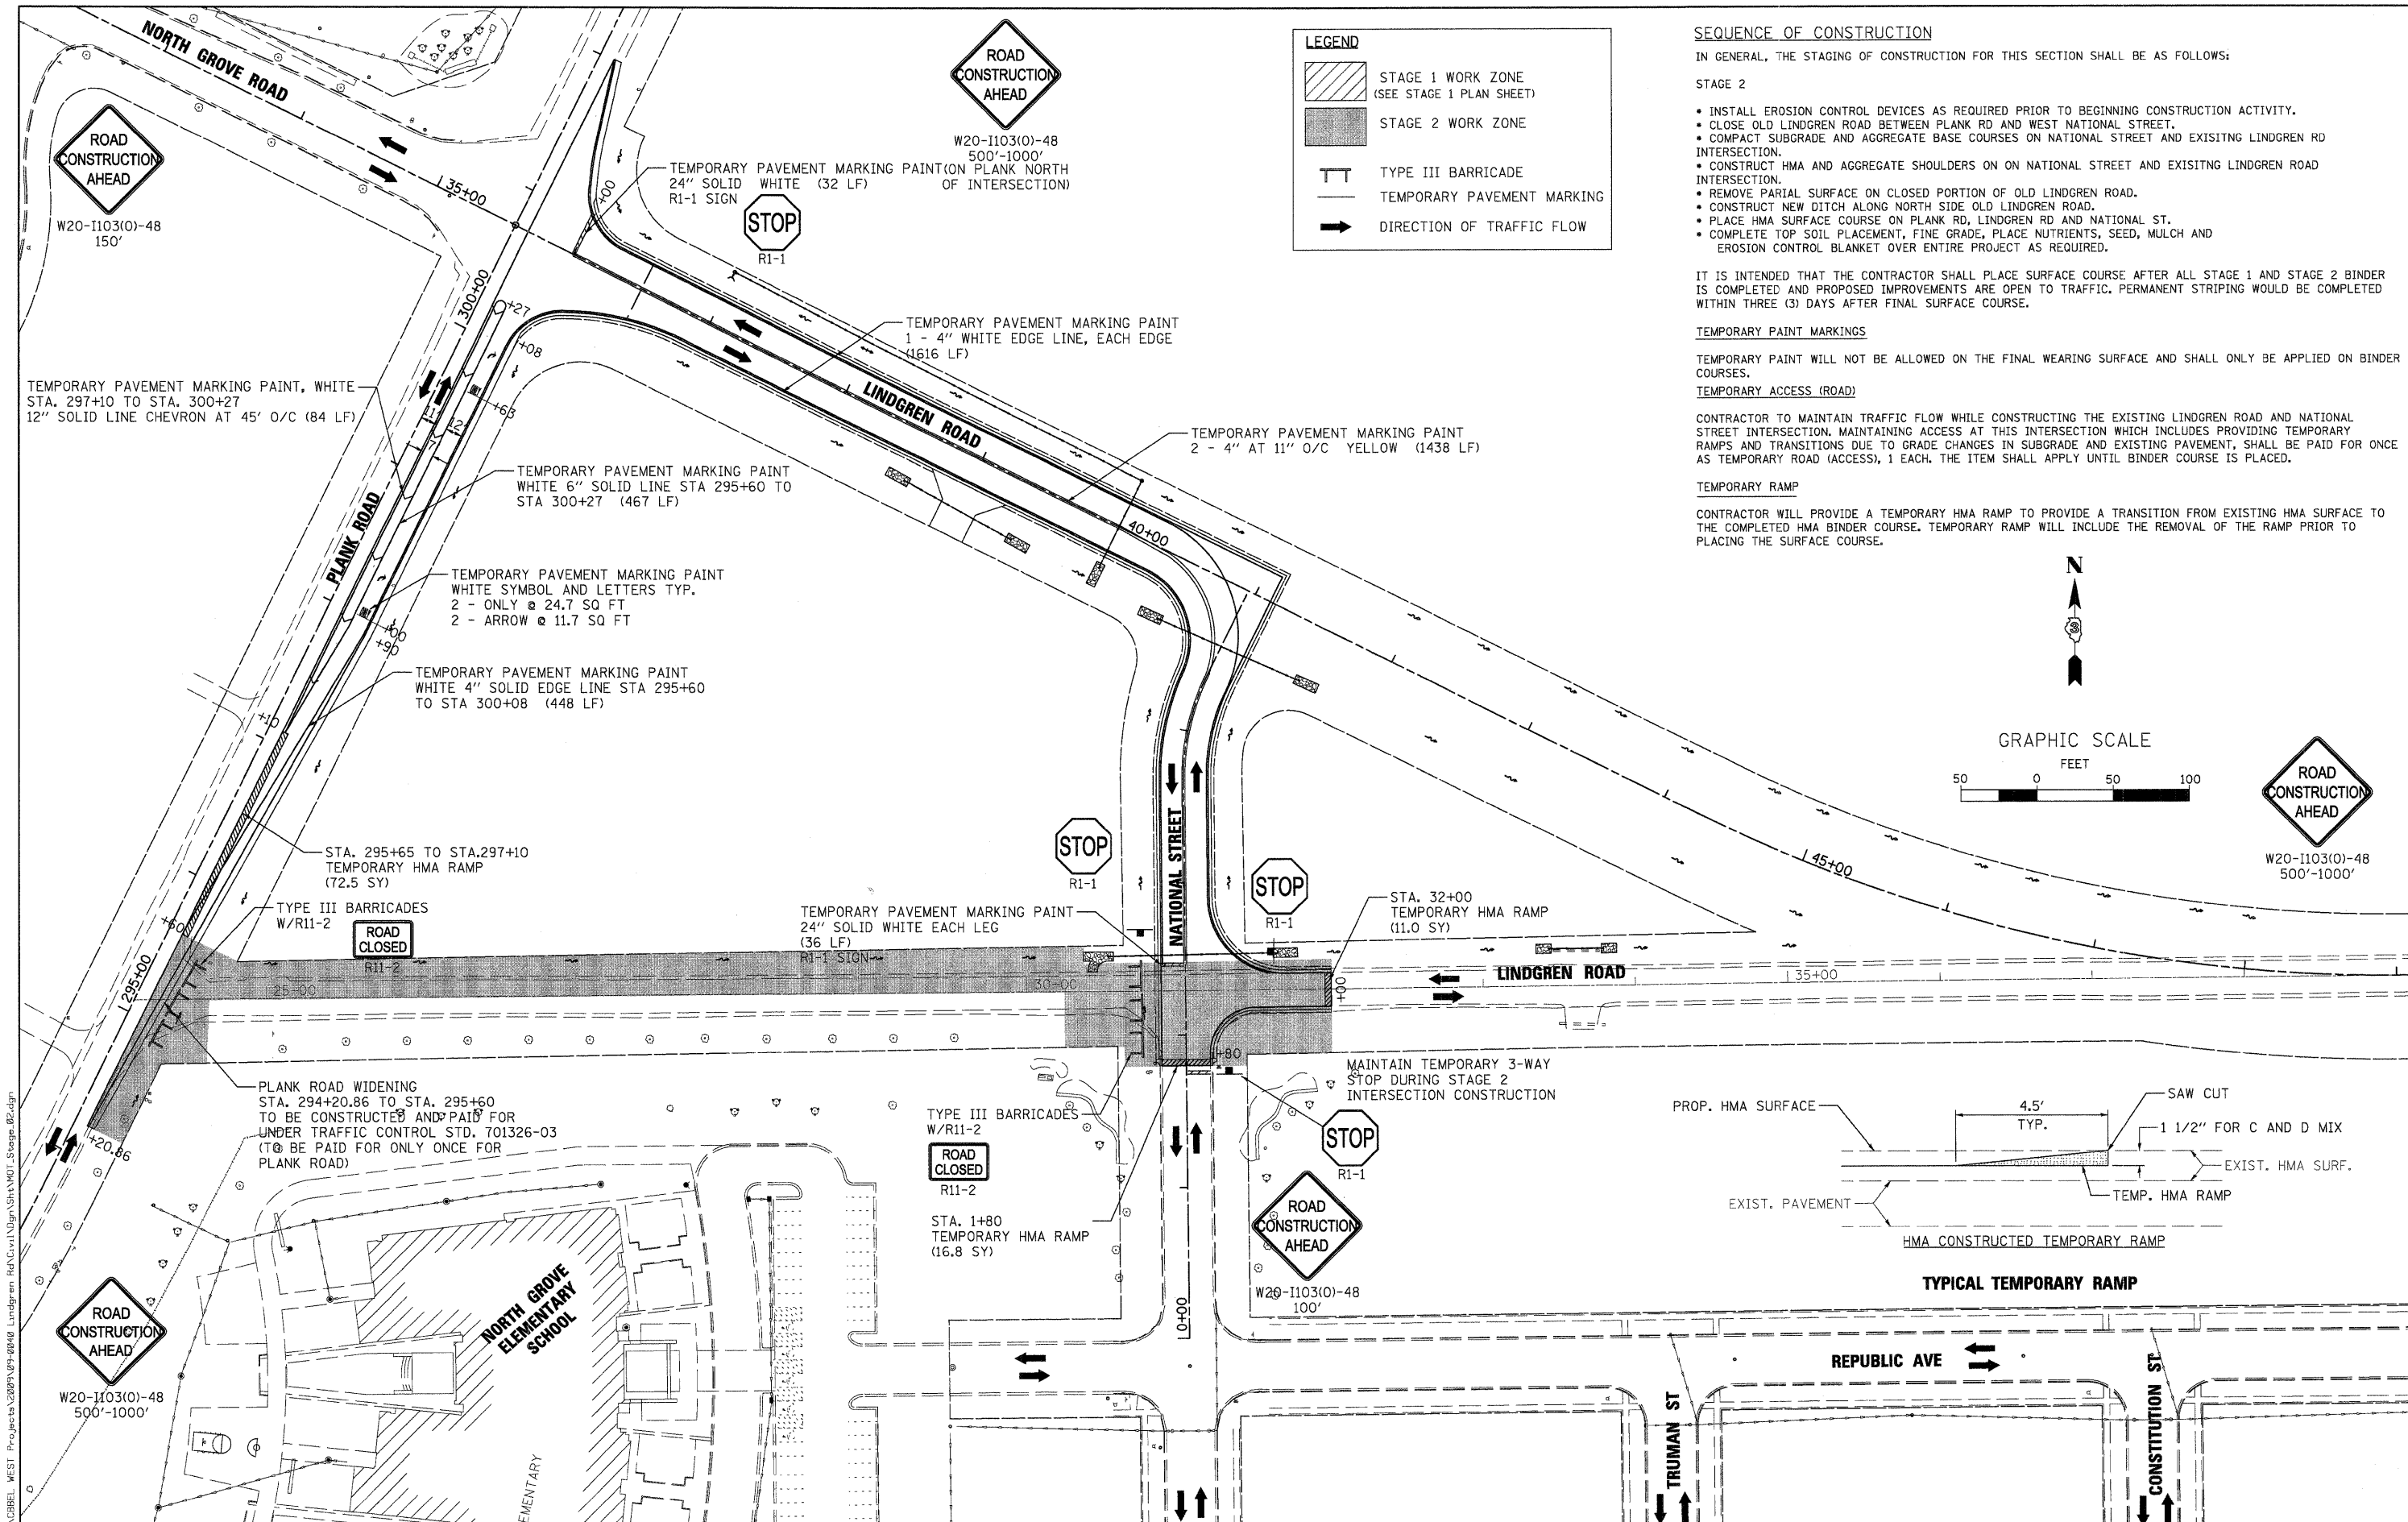 NORTH GROVE ROAD
ROAD
CONSTRUCTION
AHEAD
W20-I103(O)-48
150'
ROAD
CONSTRUCTION
AHEAD
W20-I103(O)-48
500'-1000'
(ON PLANK NORTH
OF INTERSECTION)
TEMPORARY PAVEMENT MARKING PAINT
24" SOLID WHITE (32 LF)
R1-1 SIGN
STOP
R1-1
35+00
+00
300+00
+27
+08
+63
11'
12'
7'
LEGEND
STAGE 1 WORK ZONE
(SEE STAGE 1 PLAN SHEET)
STAGE 2 WORK ZONE
TYPE III BARRICADE
TEMPORARY PAVEMENT MARKING
DIRECTION OF TRAFFIC FLOW
SEQUENCE OF CONSTRUCTION
IN GENERAL, THE STAGING OF CONSTRUCTION FOR THIS SECTION SHALL BE AS FOLLOWS:
STAGE 2
* INSTALL EROSION CONTROL DEVICES AS REQUIRED PRIOR TO BEGINNING CONSTRUCTION ACTIVITY.
* CLOSE OLD LINDGREN ROAD BETWEEN PLANK RD AND WEST NATIONAL STREET.
* COMPACT SUBGRADE AND AGGREGATE BASE COURSES ON NATIONAL STREET AND EXISITNG LINDGREN RD
INTERSECTION.
* CONSTRUCT HMA AND AGGREGATE SHOULDERS ON ON NATIONAL STREET AND EXISITNG LINDGREN ROAD
INTERSECTION.
* REMOVE PARIAL SURFACE ON CLOSED PORTION OF OLD LINDGREN ROAD.
* CONSTRUCT NEW DITCH ALONG NORTH SIDE OLD LINDGREN ROAD.
* PLACE HMA SURFACE COURSE ON PLANK RD, LINDGREN RD AND NATIONAL ST.
* COMPLETE TOP SOIL PLACEMENT, FINE GRADE, PLACE NUTRIENTS, SEED, MULCH AND
EROSION CONTROL BLANKET OVER ENTIRE PROJECT AS REQUIRED.
IT IS INTENDED THAT THE CONTRACTOR SHALL PLACE SURFACE COURSE AFTER ALL STAGE 1 AND STAGE 2 BINDER
IS COMPLETED AND PROPOSED IMPROVEMENTS ARE OPEN TO TRAFFIC. PERMANENT STRIPING WOULD BE COMPLETED
WITHIN THREE (3) DAYS AFTER FINAL SURFACE COURSE.
TEMPORARY PAINT MARKINGS
TEMPORARY PAINT WILL NOT BE ALLOWED ON THE FINAL WEARING SURFACE AND SHALL ONLY BE APPLIED ON BINDER
COURSES.
TEMPORARY ACCESS (ROAD)
CONTRACTOR TO MAINTAIN TRAFFIC FLOW WHILE CONSTRUCTING THE EXISTING LINDGREN ROAD AND NATIONAL
STREET INTERSECTION. MAINTAINING ACCESS AT THIS INTERSECTION WHICH INCLUDES PROVIDING TEMPORARY
RAMPS AND TRANSITIONS DUE TO GRADE CHANGES IN SUBGRADE AND EXISTING PAVEMENT, SHALL BE PAID FOR ONCE
AS TEMPORARY ROAD (ACCESS), 1 EACH. THE ITEM SHALL APPLY UNTIL BINDER COURSE IS PLACED.
TEMPORARY RAMP
CONTRACTOR WILL PROVIDE A TEMPORARY HMA RAMP TO PROVIDE A TRANSITION FROM EXISTING HMA SURFACE TO
THE COMPLETED HMA BINDER COURSE. TEMPORARY RAMP WILL INCLUDE THE REMOVAL OF THE RAMP PRIOR TO
PLACING THE SURFACE COURSE.
TEMPORARY PAVEMENT MARKING PAINT, WHITE
STA. 297+10 TO STA. 300+27
12" SOLID LINE CHEVRON AT 45' O/C (84 LF)
TEMPORARY PAVEMENT MARKING PAINT
1 - 4" WHITE EDGE LINE, EACH EDGE
(1616 LF)
LINDGREN ROAD
TEMPORARY PAVEMENT MARKING PAINT
2 - 4" AT 11" O/C YELLOW (1438 LF)
TEMPORARY PAVEMENT MARKING PAINT
WHITE 6" SOLID LINE STA 295+60 TO
STA 300+27 (467 LF)
PLANK ROAD
40+00
TEMPORARY PAVEMENT MARKING PAINT
WHITE SYMBOL AND LETTERS TYP.
2 - ONLY @ 24.7 SQ FT
2 - ARROW @ 11.7 SQ FT
+00
+90
TEMPORARY PAVEMENT MARKING PAINT
WHITE 4" SOLID EDGE LINE STA 295+60
TO STA 300+08 (448 LF)
+10
N
3
GRAPHIC SCALE
FEET
50 0 50 100
ROAD
CONSTRUCTION
AHEAD
W20-I103(O)-48
500'-1000'
STA. 295+65 TO STA.297+10
TEMPORARY HMA RAMP
(72.5 SY)
TYPE III BARRICADES
W/R11-2
ROAD
CLOSED
R11-2
+60
295+00
25+00
30+00
STOP
R1-1
NATIONAL STREET
STOP
R1-1
TEMPORARY PAVEMENT MARKING PAINT
24" SOLID WHITE EACH LEG
(36 LF)
R1-1 SIGN
STA. 32+00
TEMPORARY HMA RAMP
(11.0 SY)
+00
LINDGREN ROAD
35+00
45+00
+80
+20.86
PLANK ROAD WIDENING
STA. 294+20.86 TO STA. 295+60
TO BE CONSTRUCTED AND PAID FOR
UNDER TRAFFIC CONTROL STD. 701326-03
(TO BE PAID FOR ONLY ONCE FOR
PLANK ROAD)
TYPE III BARRICADES
W/R11-2
ROAD
CLOSED
R11-2
STA. 1+80
TEMPORARY HMA RAMP
(16.8 SY)
MAINTAIN TEMPORARY 3-WAY
STOP DURING STAGE 2
INTERSECTION CONSTRUCTION
STOP
R1-1
ROAD
CONSTRUCTION
AHEAD
W20-I103(O)-48
100'
PROP. HMA SURFACE
4.5'
TYP.
SAW CUT
1 1/2" FOR C AND D MIX
EXIST. HMA SURF.
TEMP. HMA RAMP
EXIST. PAVEMENT
HMA CONSTRUCTED TEMPORARY RAMP
TYPICAL TEMPORARY RAMP
ROAD
CONSTRUCTION
AHEAD
W20-I103(O)-48
500'-1000'
NORTH GROVE
ELEMENTARY
SCHOOL
EMENTARY
0+00
REPUBLIC AVE
TRUMAN ST
CONSTITUTION ST
ACBBEL WEST Projects\2009\09-0040 Lindgren Rd\Civil\Dgn\Sht\MOT_Stage_02.dgn